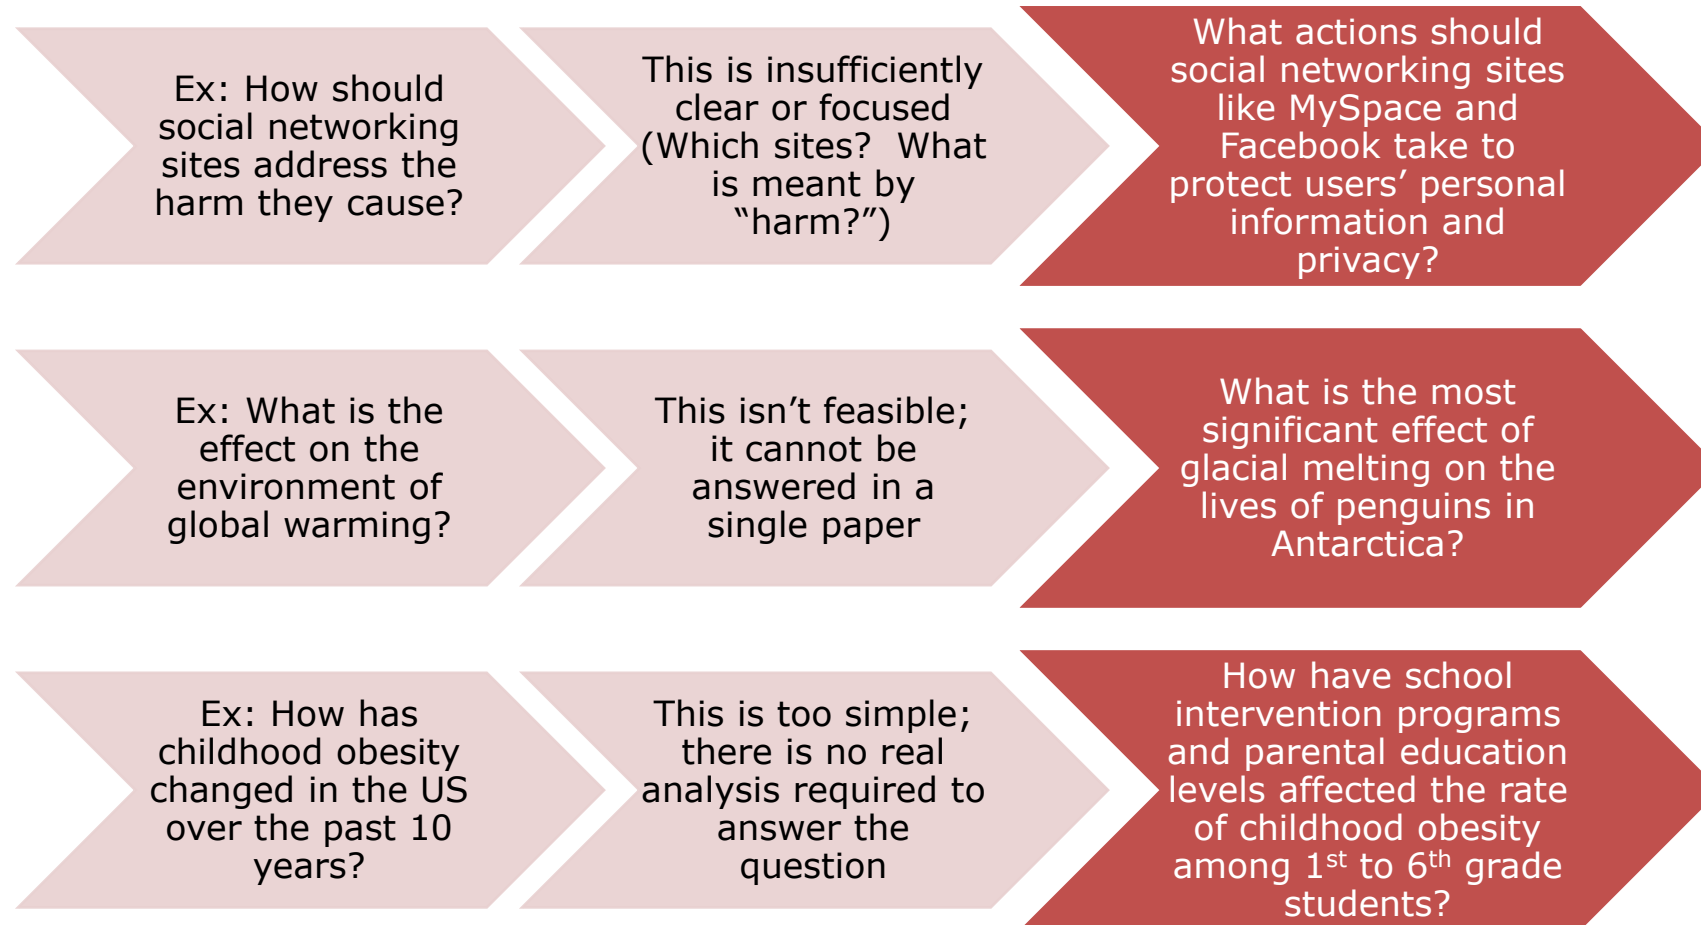 Ex: How should
social networking
sites address the
harm they cause?
This is insufficiently
clear or focused
(Which sites?  What
is meant by
“harm?”)
What actions should
social networking sites
like MySpace and
Facebook take to
protect users’ personal
information and
privacy?
Ex: What is the
effect on the
environment of
global warming?
This isn’t feasible;
it cannot be
answered in a
single paper
What is the most
significant effect of
glacial melting on the
lives of penguins in
Antarctica?
Ex: How has
childhood obesity
changed in the US
over the past 10
years?
This is too simple;
there is no real
analysis required to
answer the
question
How have school
intervention programs
and parental education
levels affected the rate
of childhood obesity
among 1st to 6th grade
students?